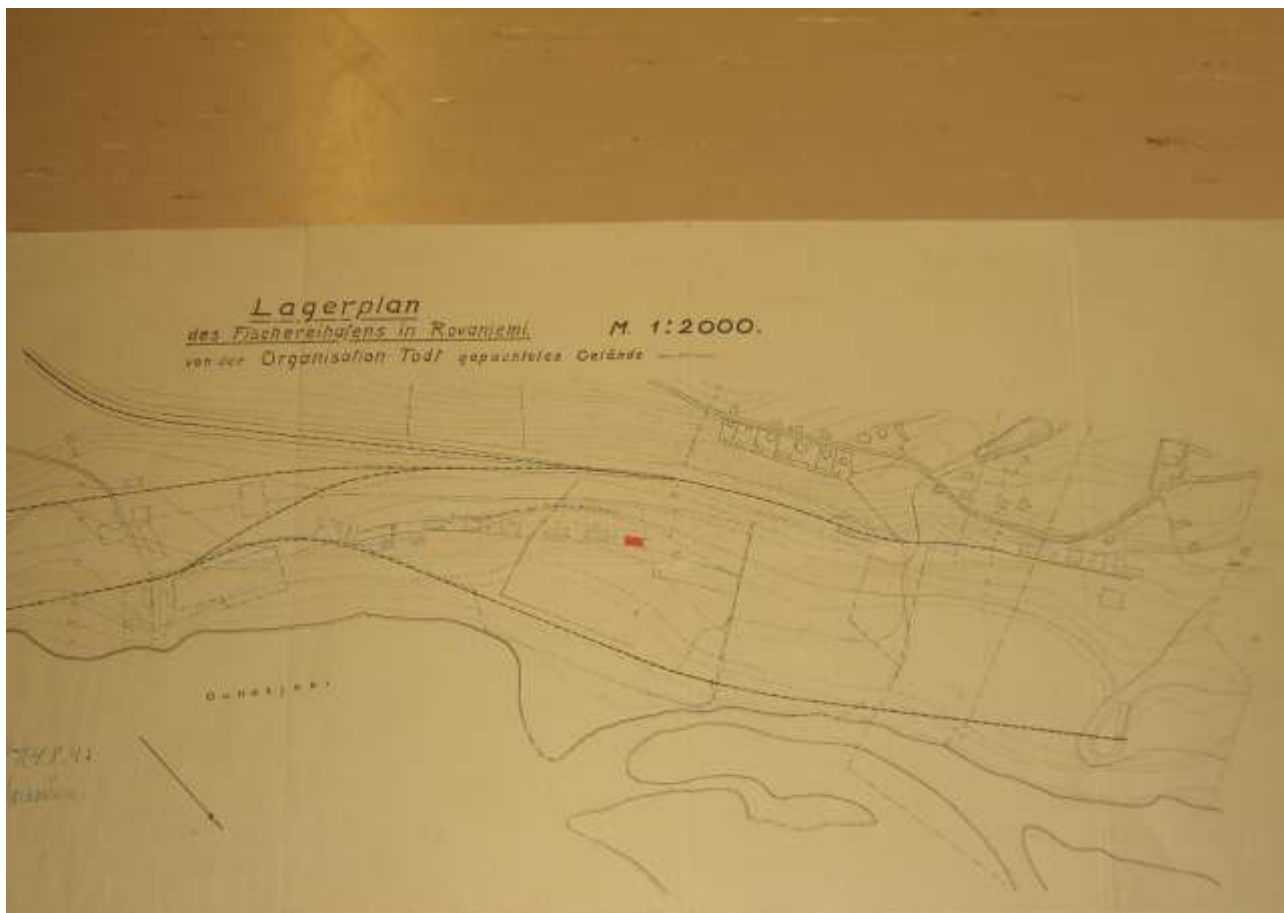 Lagerplan
des Fischereihafens in Rovaniemi. M. 1:2000.
von der Organisation Todt gepachtetes Gelände